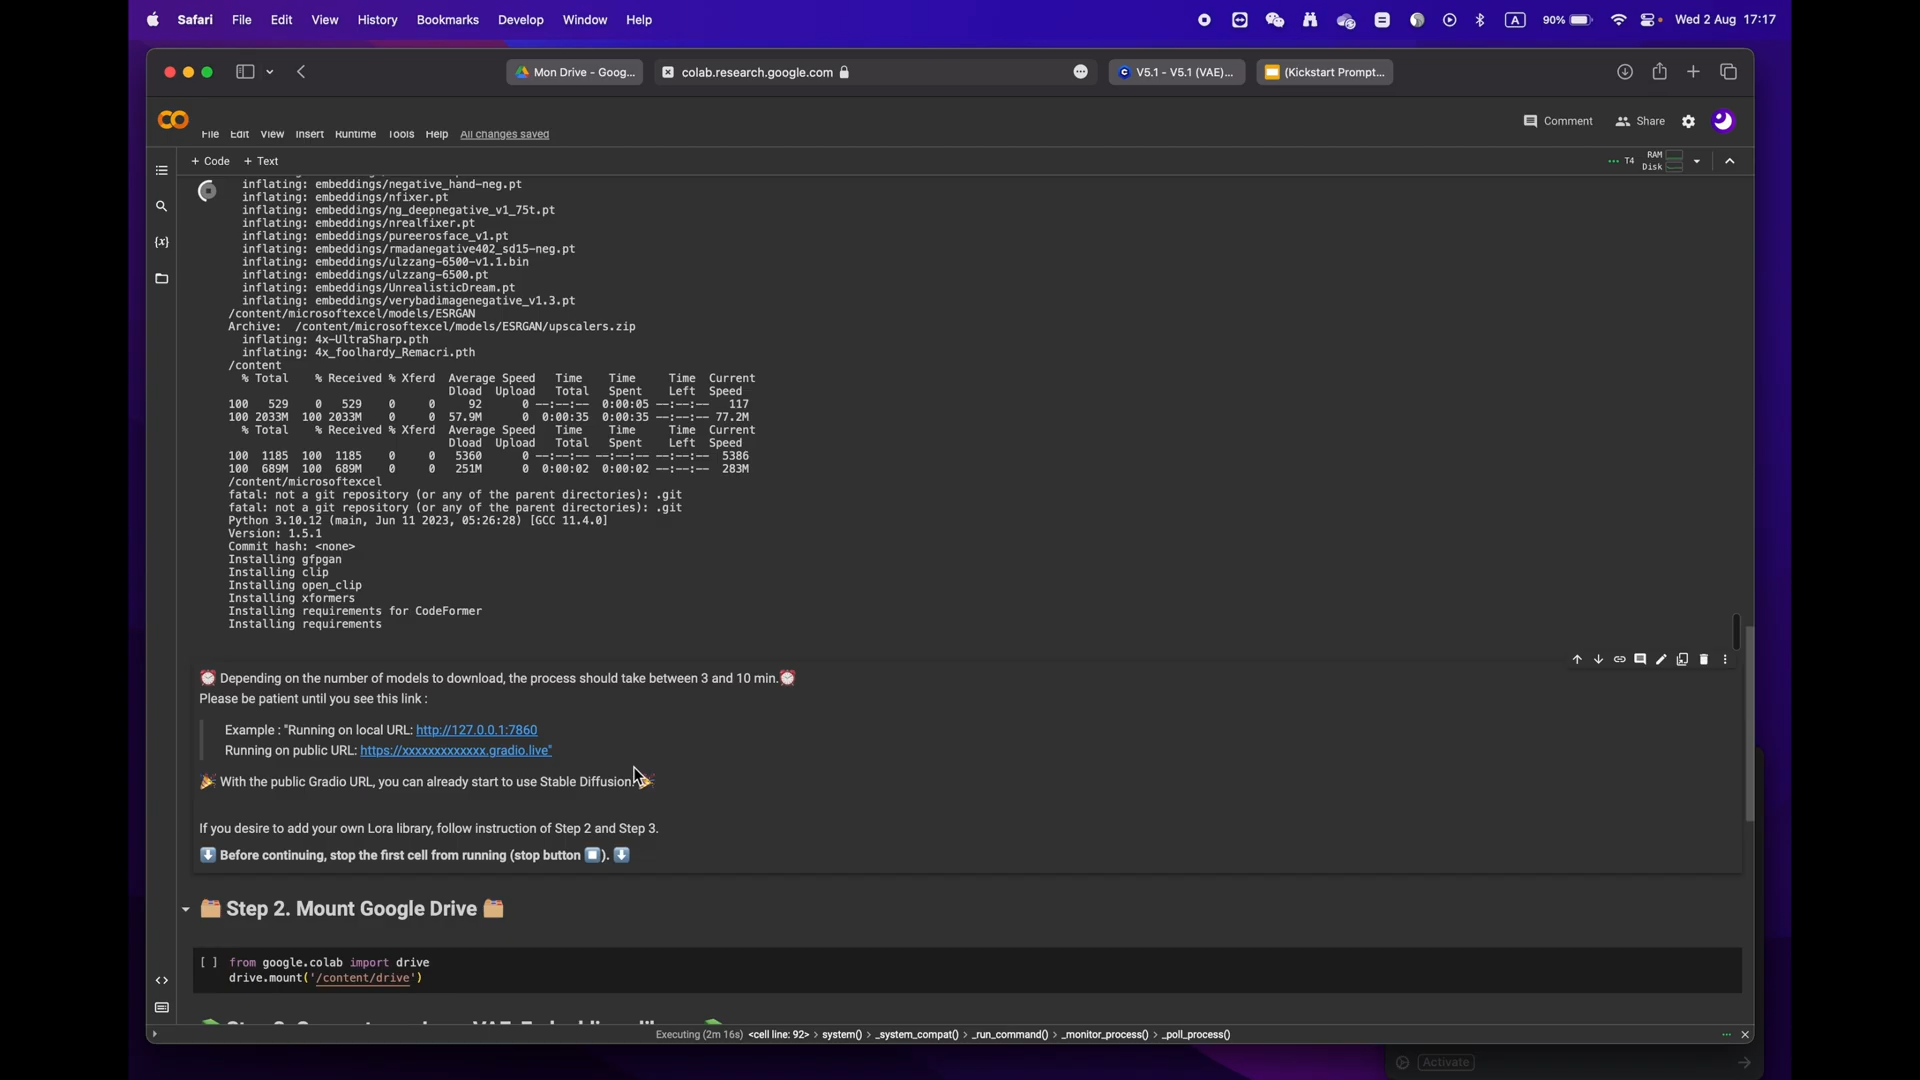 Safari File Edit View History Bookmarks Develop Window Help
A 90% Wed 2 Aug 17:17
Mon Drive - Goog... colab.research.google.com V5.1 - V5.1 (VAE)... (Kickstart Prompt...
File Edit View Insert Runtime Tools Help All changes saved
Comment Share
+ Code + Text
T4 RAM
Disk
inflating: embeddings/negative_hand-neg.pt
inflating: embeddings/nfixer.pt
inflating: embeddings/ng_deepnegative_v1_75t.pt
inflating: embeddings/nrealfixer.pt
inflating: embeddings/pureerosface_v1.pt
inflating: embeddings/rmadanegative402_sd15-neg.pt
inflating: embeddings/ulzzang-6500-v1.1.bin
inflating: embeddings/ulzzang-6500.pt
inflating: embeddings/UnrealisticDream.pt
inflating: embeddings/verybadimagenegative_v1.3.pt
/content/microsoftexcel/models/ESRGAN
Archive: /content/microsoftexcel/models/ESRGAN/upscalers.zip
inflating: 4x-UltraSharp.pth
inflating: 4x_foolhardy_Remacri.pth
/content
% Total % Received % Xferd Average Speed Time Time Time Current
Dload Upload Total Spent Left Speed
100 529 0 529 0 0 92 0 --:--:-- 0:00:05 --:--:-- 117
100 2033M 100 2033M 0 0 57.9M 0 0:00:35 0:00:35 --:--:-- 77.2M
% Total % Received % Xferd Average Speed Time Time Time Current
Dload Upload Total Spent Left Speed
100 1185 100 1185 0 0 5360 0 --:--:-- --:--:-- --:--:-- 5386
100 689M 100 689M 0 0 251M 0 0:00:02 0:00:02 --:--:-- 283M
/content/microsoftexcel
fatal: not a git repository (or any of the parent directories): .git
fatal: not a git repository (or any of the parent directories): .git
Python 3.10.12 (main, Jun 11 2023, 05:26:28) [GCC 11.4.0]
Version: 1.5.1
Commit hash: <none>
Installing gfpgan
Installing clip
Installing open_clip
Installing xformers
Installing requirements for CodeFormer
Installing requirements
⏰ Depending on the number of models to download, the process should take between 3 and 10 min.⏰
Please be patient until you see this link :
Example : "Running on local URL: http://127.0.0.1:7860
Running on public URL: https://xxxxxxxxxxxxx.gradio.live"
🎉 With the public Gradio URL, you can already start to use Stable Diffusion! 🎉
If you desire to add your own Lora library, follow instruction of Step 2 and Step 3.
⬇️ Before continuing, stop the first cell from running (stop button ⏹️). ⬇️
🗂️ Step 2. Mount Google Drive 🗂️
[ ] from google.colab import drive
drive.mount('/content/drive')
Executing (2m 16s) <cell line: 92> > system() > _system_compat() > _run_command() > _monitor_process() > _poll_process()
Activate